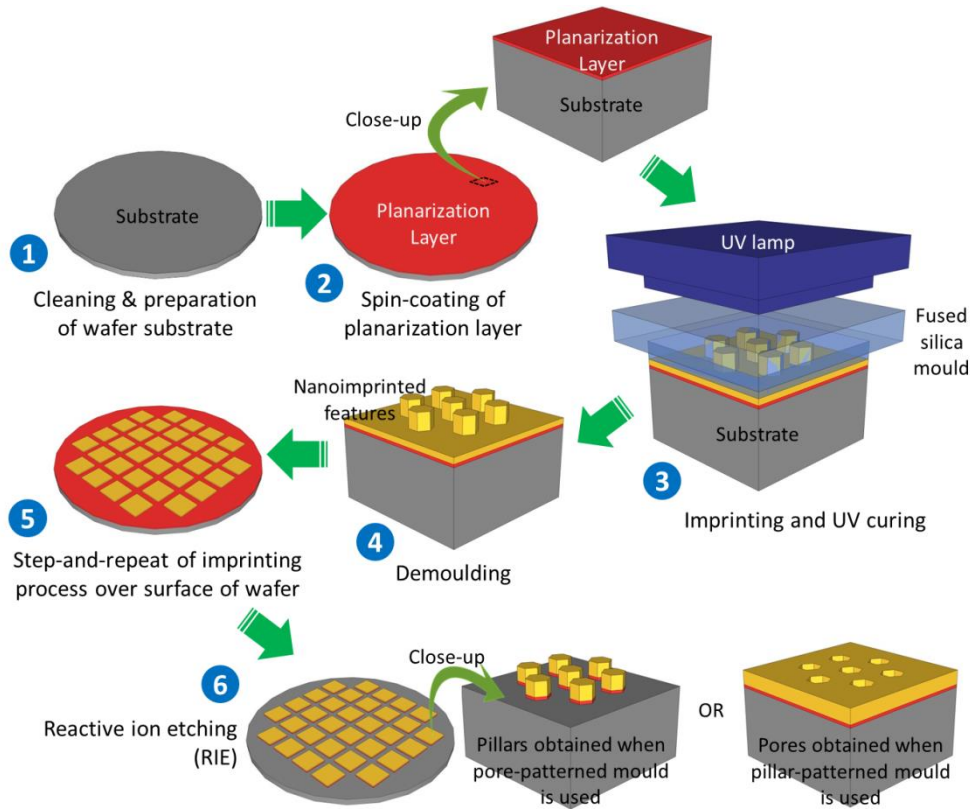 Planarization
Layer
Substrate
Close-up
Substrate
1
Cleaning & preparation
of wafer substrate
Planarization
Layer
2
Spin-coating of
planarization layer
UV lamp
Fused
silica
mould
Substrate
3
Imprinting and UV curing
Nanoimprinted
features
4
Demoulding
5
Step-and-repeat of imprinting
process over surface of wafer
6
Reactive ion etching
(RIE)
Close-up
Pillars obtained when
pore-patterned mould
is used
OR
Pores obtained when
pillar-patterned mould
is used